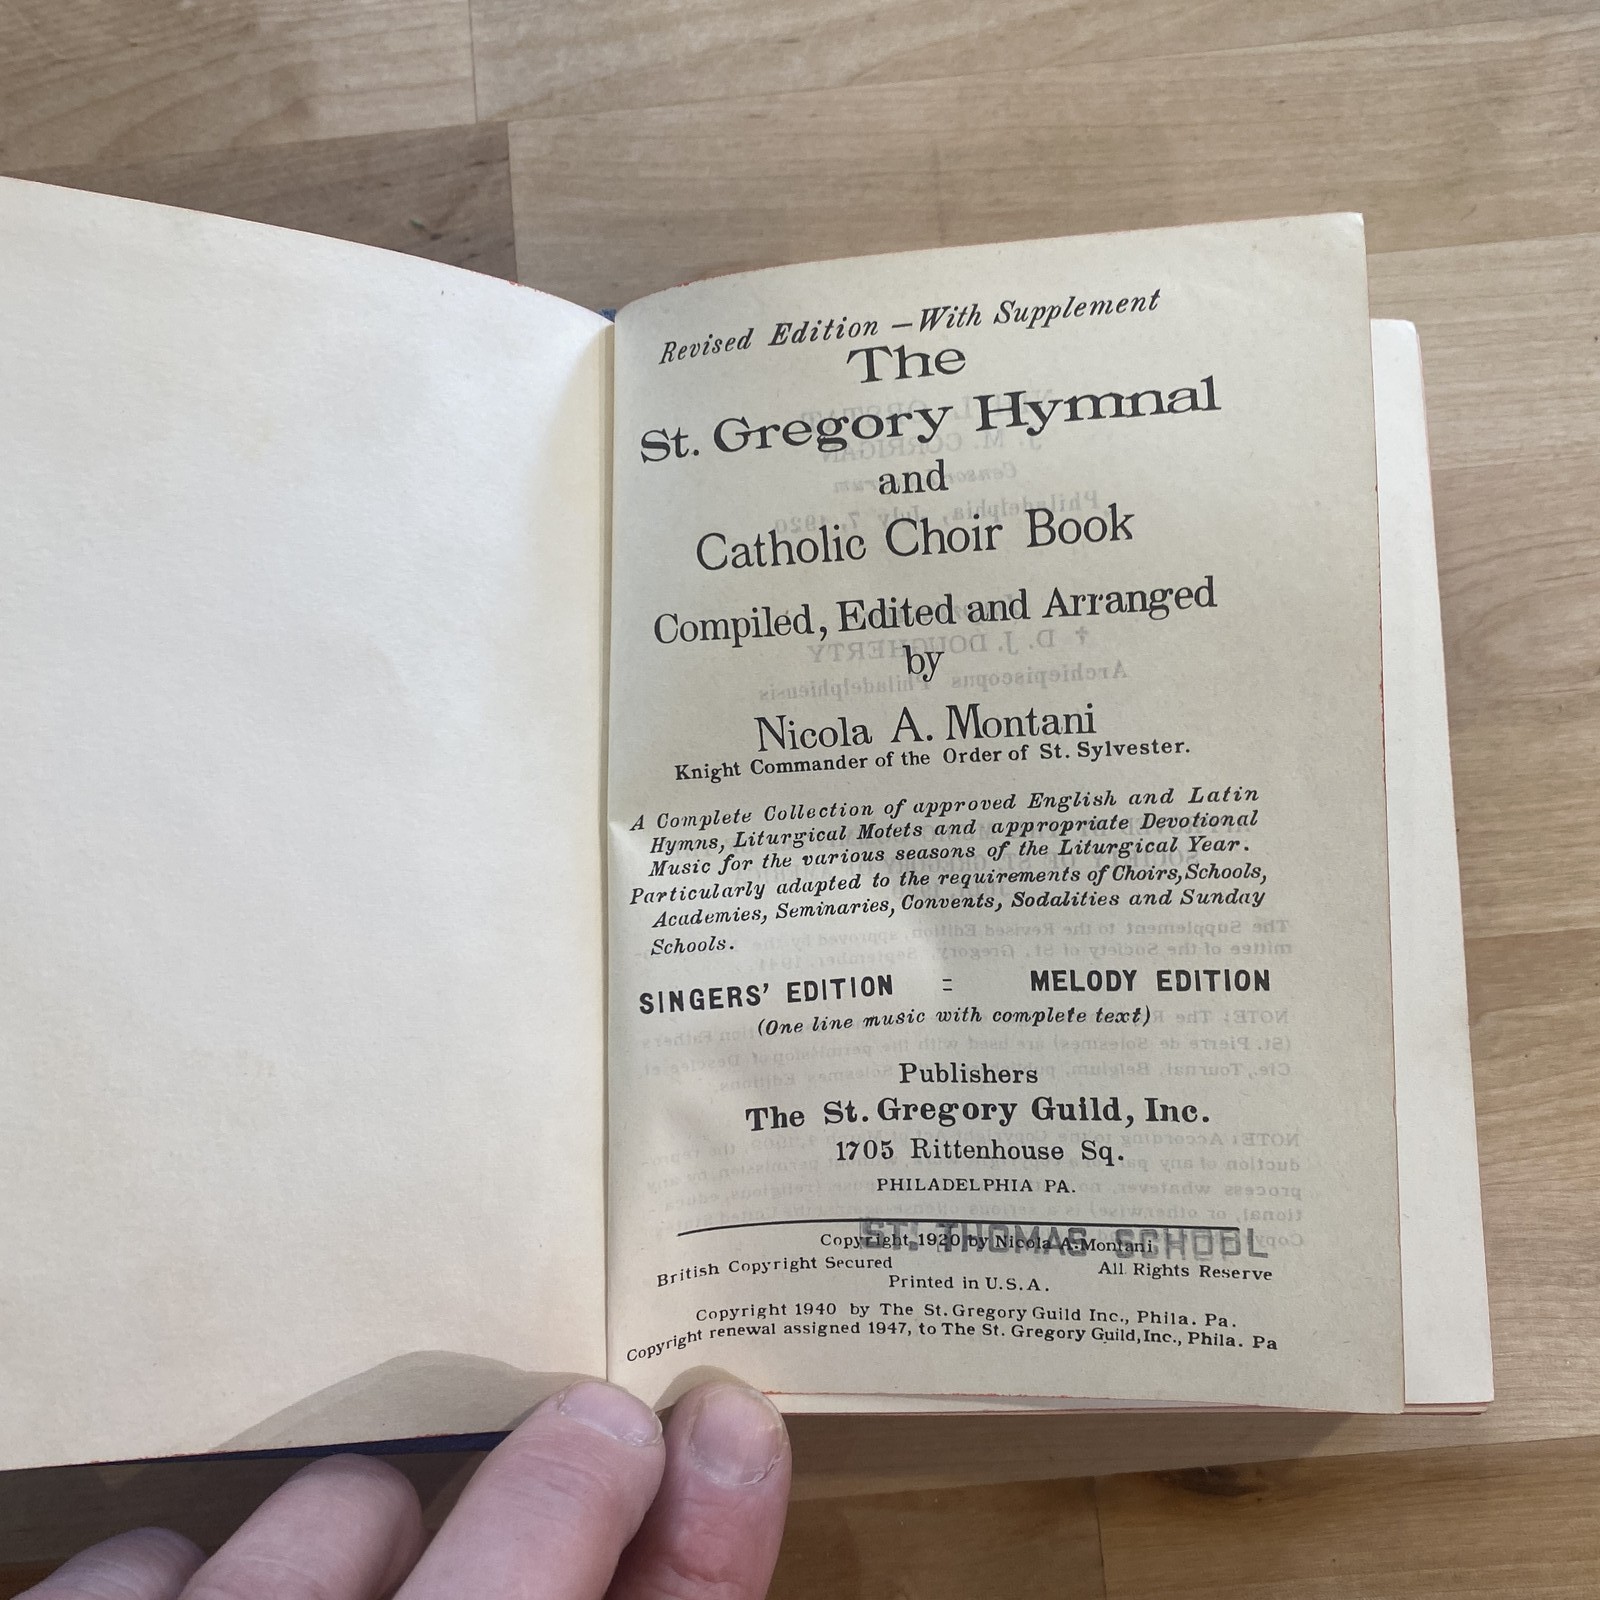 Revised Edition – With Supplement
The
St. Gregory Hymnal
and
Catholic Choir Book
Compiled, Edited and Arranged
by
Nicola A. Montani
Knight Commander of the Order of St. Sylvester.
A Complete Collection of approved English and Latin
Hymns, Liturgical Motets and appropriate Devotional
Music for the various seasons of the Liturgical Year.
Particularly adapted to the requirements of Choirs, Schools,
Academies, Seminaries, Convents, Sodalities and Sunday
Schools.
SINGERS' EDITION = MELODY EDITION
(One line music with complete text)
Publishers
The St. Gregory Guild, Inc.
1705 Rittenhouse Sq.
PHILADELPHIA PA.
ST. THOMAS SCHOOL
Copyright 1920 by Nicola A. Montani
British Copyright Secured All Rights Reserve
Printed in U.S.A.
Copyright 1940 by The St. Gregory Guild Inc., Phila. Pa.
Copyright renewal assigned 1947, to The St. Gregory Guild, Inc., Phila. Pa